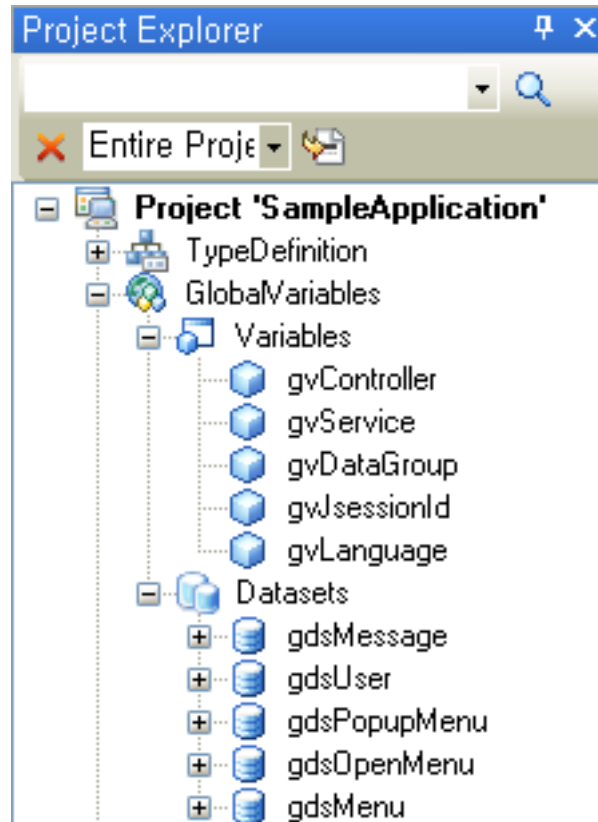 Project Explorer
Entire Proje
Project 'SampleApplication'
TypeDefinition
GlobalVariables
Variables
gvController
gvService
gvDataGroup
gvJsessionId
gvLanguage
Datasets
gdsMessage
gdsUser
gdsPopupMenu
gdsOpenMenu
gdsMenu